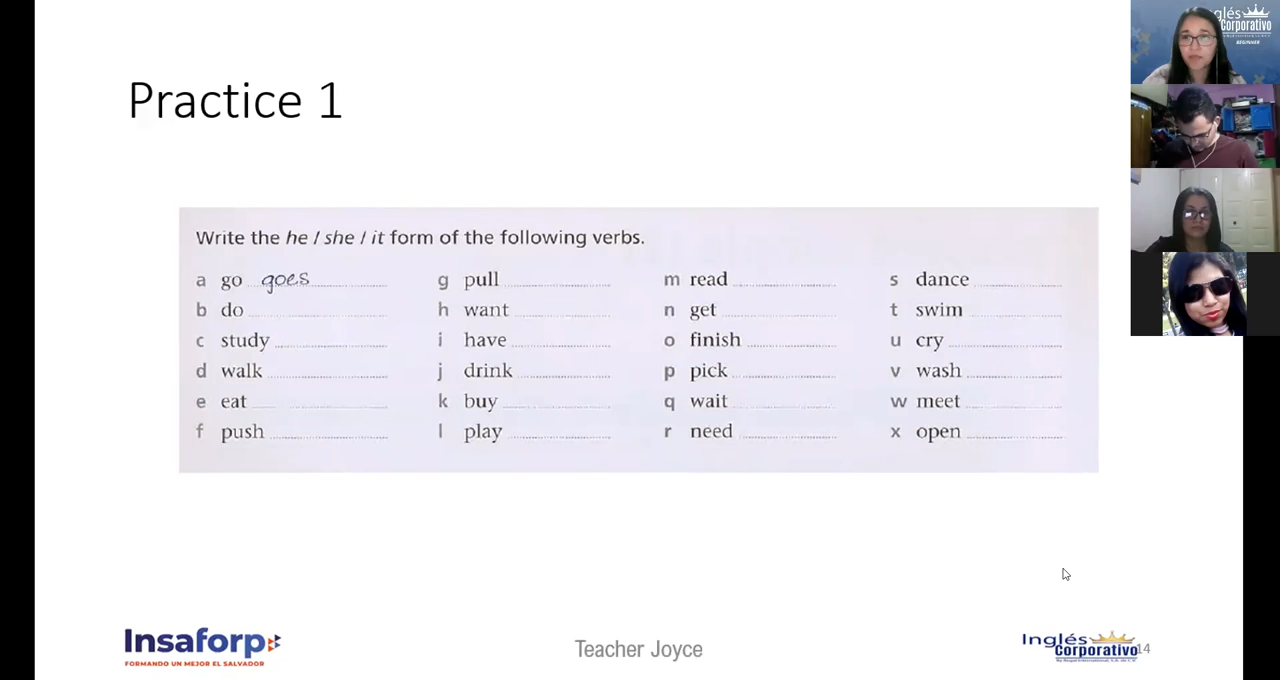 Practice 1
Write the he / she / it form of the following verbs.
a go goes
b do
c study
d walk
e eat
f push
g pull
h want
i have
j drink
k buy
l play
m read
n get
o finish
p pick
q wait
r need
s dance
t swim
u cry
v wash
w meet
x open
Insaforp
FORMANDO UN MEJOR EL SALVADOR
Teacher Joyce
Inglés
Corporativo
14
glés
Corporativo
BEGINNER